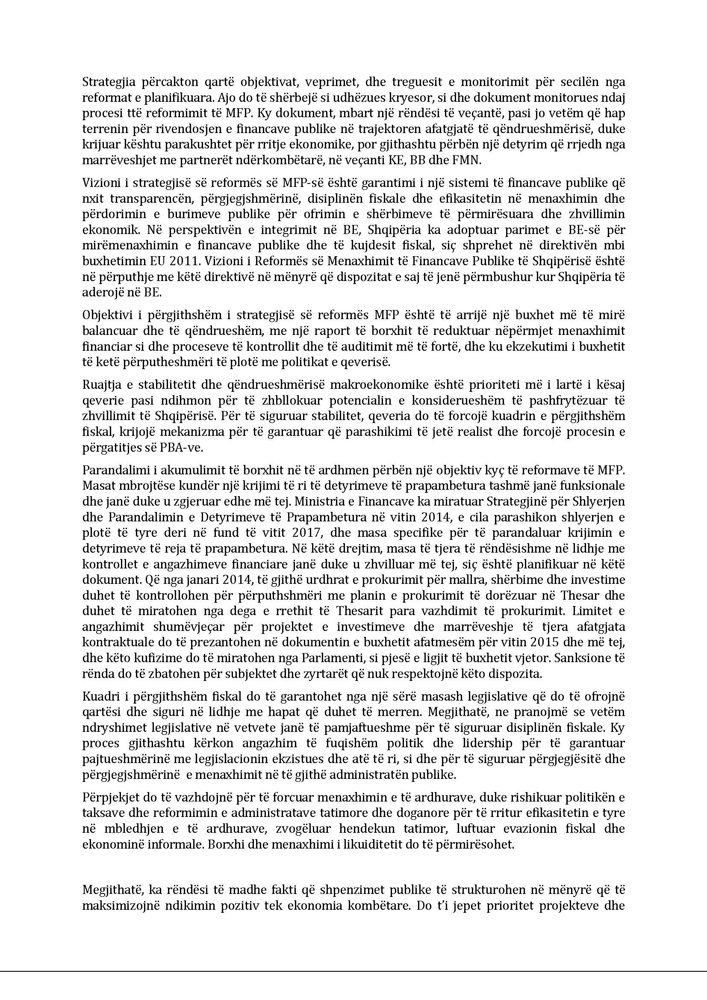 Strategjia përcakton qartë objektivat, veprimet, dhe treguesit e monitorimit për secilën nga
reformat e planifikuara. Ajo do të shërbejë si udhëzues kryesor, si dhe dokument monitorues ndaj
procesi ttë reformimit të MFP. Ky dokument, mbart një rëndësi të veçantë, pasi jo vetëm që hap
terrenin për rivendosjen e financave publike në trajektoren afatgjatë të qëndrueshmërisë, duke
krijuar kështu parakushtet për rritje ekonomike, por gjithashtu përbën një detyrim që rrjedh nga
marrëveshjet me partnerët ndërkombëtarë, në veçanti KE, BB dhe FMN.
Vizioni i strategjisë së reformës së MFP-së është garantimi i një sistemi të financave publike që
nxit transparencën, përgjegjshmërinë, disiplinën fiskale dhe efikasitetin në menaxhimin dhe
përdorimin e burimeve publike për ofrimin e shërbimeve të përmirësuara dhe zhvillimin
ekonomik. Në perspektivën e integrimit në BE, Shqipëria ka adoptuar parimet e BE-së për
mirëmenaxhimin e financave publike dhe të kujdesit fiskal, siç shprehet në direktivën mbi
buxhetimin EU 2011. Vizioni i Reformës së Menaxhimit të Financave Publike të Shqipërisë është
në përputhje me këtë direktivë në mënyrë që dispozitat e saj të jenë përmbushur kur Shqipëria të
aderojë në BE.
Objektivi i përgjithshëm i strategjisë së reformës MFP është të arrijë një buxhet më të mirë
balancuar dhe të qëndrueshëm, me një raport të borxhit të reduktuar nëpërmjet menaxhimit
financiar si dhe proceseve të kontrollit dhe të auditimit më të fortë, dhe ku ekzekutimi i buxhetit
të ketë përputheshmëri të plotë me politikat e qeverisë.
Ruajtja e stabilitetit dhe qëndrueshmërisë makroekonomike është prioriteti më i lartë i kësaj
qeverie pasi ndihmon për të zhbllokuar potencialin e konsiderueshëm të pashfrytëzuar të
zhvillimit të Shqipërisë. Për të siguruar stabilitet, qeveria do të forcojë kuadrin e përgjithshëm
fiskal, krijojë mekanizma për të garantuar që parashikimi të jetë realist dhe forcojë procesin e
përgatitjes së PBA-ve.
Parandalimi i akumulimit të borxhit në të ardhmen përbën një objektiv kyç të reformave të MFP.
Masat mbrojtëse kundër një krijimi të ri të detyrimeve të prapambetura tashmë janë funksionale
dhe janë duke u zgjeruar edhe më tej. Ministria e Financave ka miratuar Strategjinë për Shlyerjen
dhe Parandalimin e Detyrimeve të Prapambetura në vitin 2014, e cila parashikon shlyerjen e
plotë të tyre deri në fund të vitit 2017, dhe masa specifike për të parandaluar krijimin e
detyrimeve të reja të prapambetura. Në këtë drejtim, masa të tjera të rëndësishme në lidhje me
kontrollet e angazhimeve financiare janë duke u zhvilluar më tej, siç është planifikuar në këtë
dokument. Që nga janari 2014, të gjithë urdhrat e prokurimit për mallra, shërbime dhe investime
duhet të kontrollohen për përputhshmëri me planin e prokurimit të dorëzuar në Thesar dhe
duhet të miratohen nga dega e rrethit të Thesarit para vazhdimit të prokurimit. Limitet e
angazhimit shumëvjeçar për projektet e investimeve dhe marrëveshje të tjera afatgjata
kontraktuale do të prezantohen në dokumentin e buxhetit afatmesëm për vitin 2015 dhe më tej,
dhe këto kufizime do të miratohen nga Parlamenti, si pjesë e ligjit të buxhetit vjetor. Sanksione të
rënda do të zbatohen për subjektet dhe zyrtarët që nuk respektojnë këto dispozita.
Kuadri i përgjithshëm fiskal do të garantohet nga një sërë masash legjislative që do të ofrojnë
qartësi dhe siguri në lidhje me hapat që duhet të merren. Megjithatë, ne pranojmë se vetëm
ndryshimet legjislative në vetvete janë të pamjaftueshme për të siguruar disiplinën fiskale. Ky
proces gjithashtu kërkon angazhim të fuqishëm politik dhe lidership për të garantuar
pajtueshmërinë me legjislacionin ekzistues dhe atë të ri, si dhe për të siguruar përgjegjësitë dhe
përgjegjshmërinë e menaxhimit në të gjithë administratën publike.
Përpjekjet do të vazhdojnë për të forcuar menaxhimin e të ardhurave, duke rishikuar politikën e
taksave dhe reformimin e administratave tatimore dhe doganore për të rritur efikasitetin e tyre
në mbledhjen e të ardhurave, zvogëluar hendekun tatimor, luftuar evazionin fiskal dhe
ekonominë informale. Borxhi dhe menaxhimi i likuiditetit do të përmirësohet.
Megjithatë, ka rëndësi të madhe fakti që shpenzimet publike të strukturohen në mënyrë që të
maksimizojnë ndikimin pozitiv tek ekonomia kombëtare. Do t’i jepet prioritet projekteve dhe